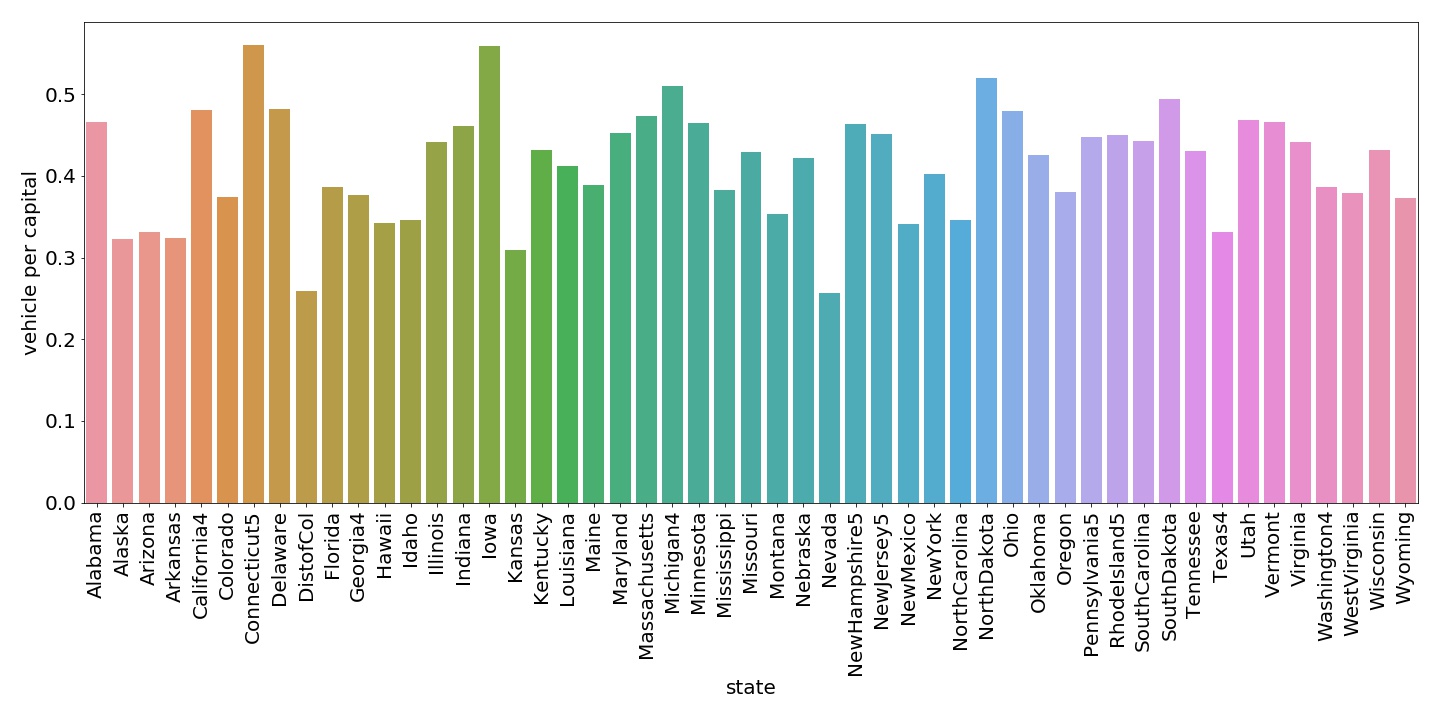 vehicle per capital
0.5
0.4
0.3
0.2
0.1
0.0
Alabama
Alaska
Arizona
Arkansas
California4
Colorado
Connecticut5
Delaware
DistofCol
Florida
Georgia4
Hawaii
Idaho
Illinois
Indiana
Iowa
Kansas
Kentucky
Louisiana
Maine
Maryland
Massachusetts
Michigan4
Minnesota
Mississippi
Missouri
Montana
Nebraska
Nevada
NewHampshire5
NewJersey5
NewMexico
NewYork
NorthCarolina
NorthDakota
Ohio
Oklahoma
Oregon
Pennsylvania5
RhodeIsland5
SouthCarolina
SouthDakota
Tennessee
Texas4
Utah
Vermont
Virginia
Washington4
WestVirginia
Wisconsin
Wyoming
state